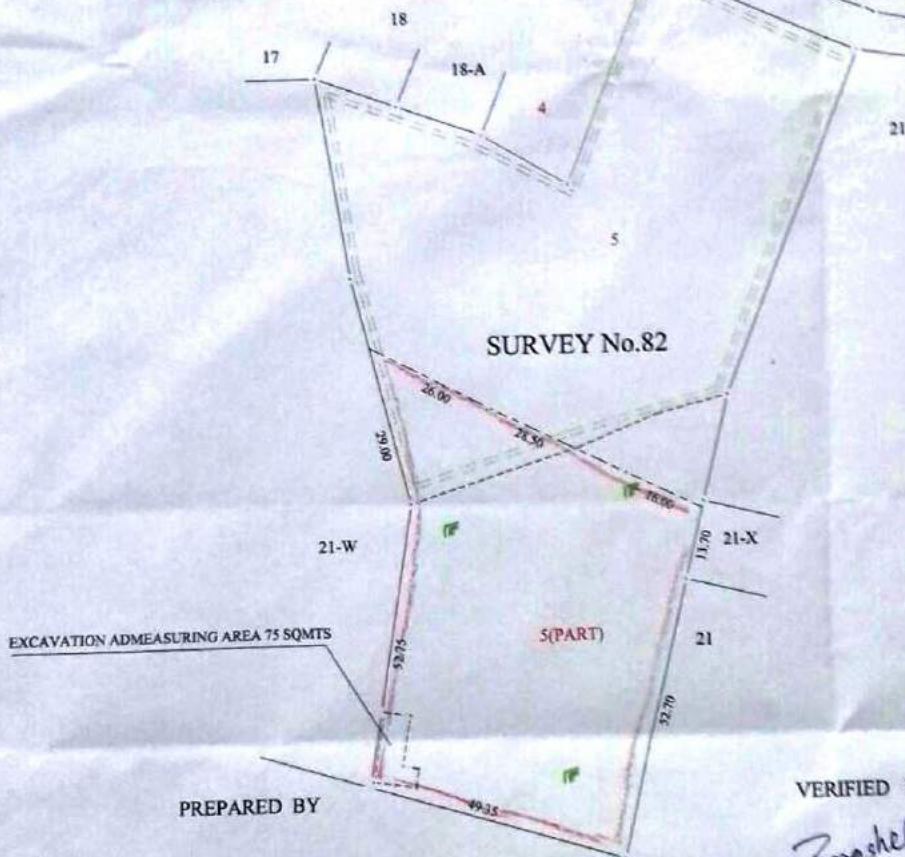 18
17
18-A
4
21
5
SURVEY No.82
26.00
28.50
29.00
16.00
21-W
13.70
21-X
EXCAVATION ADMEASURING AREA 75 SQMTS
5(PART)
21
52.75
52.70
49.35
PREPARED BY
VERIFIED